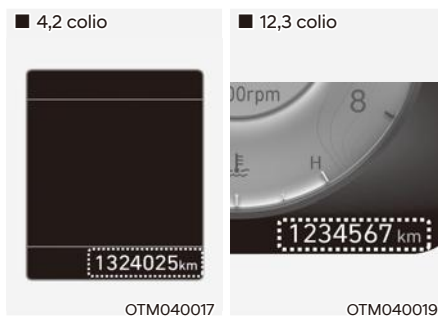 ■ 4,2 colio
1324025km
OTM040017
■ 12,3 colio
00rpm
8
H
1234567 km
OTM040019